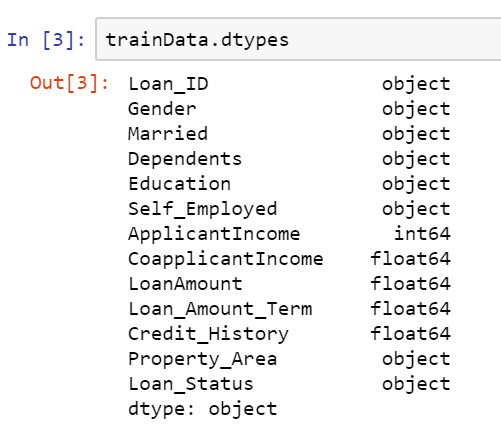 In [3]: trainData.dtypes
Out[3]: Loan_ID object
Gender object
Married object
Dependents object
Education object
Self_Employed object
ApplicantIncome int64
CoapplicantIncome float64
LoanAmount float64
Loan_Amount_Term float64
Credit_History float64
Property_Area object
Loan_Status object
dtype: object